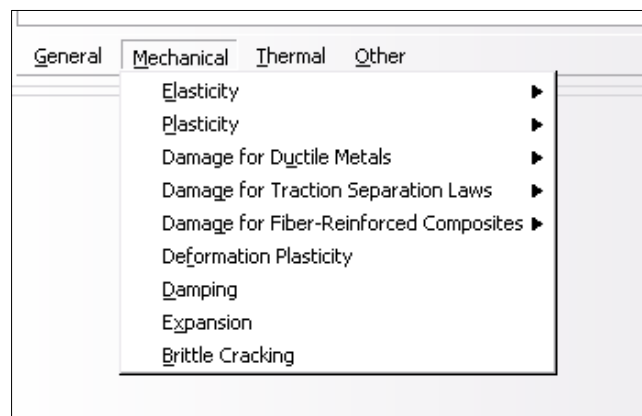 General Mechanical Thermal Other
Elasticity
Plasticity
Damage for Ductile Metals
Damage for Traction Separation Laws
Damage for Fiber-Reinforced Composites
Deformation Plasticity
Damping
Expansion
Brittle Cracking